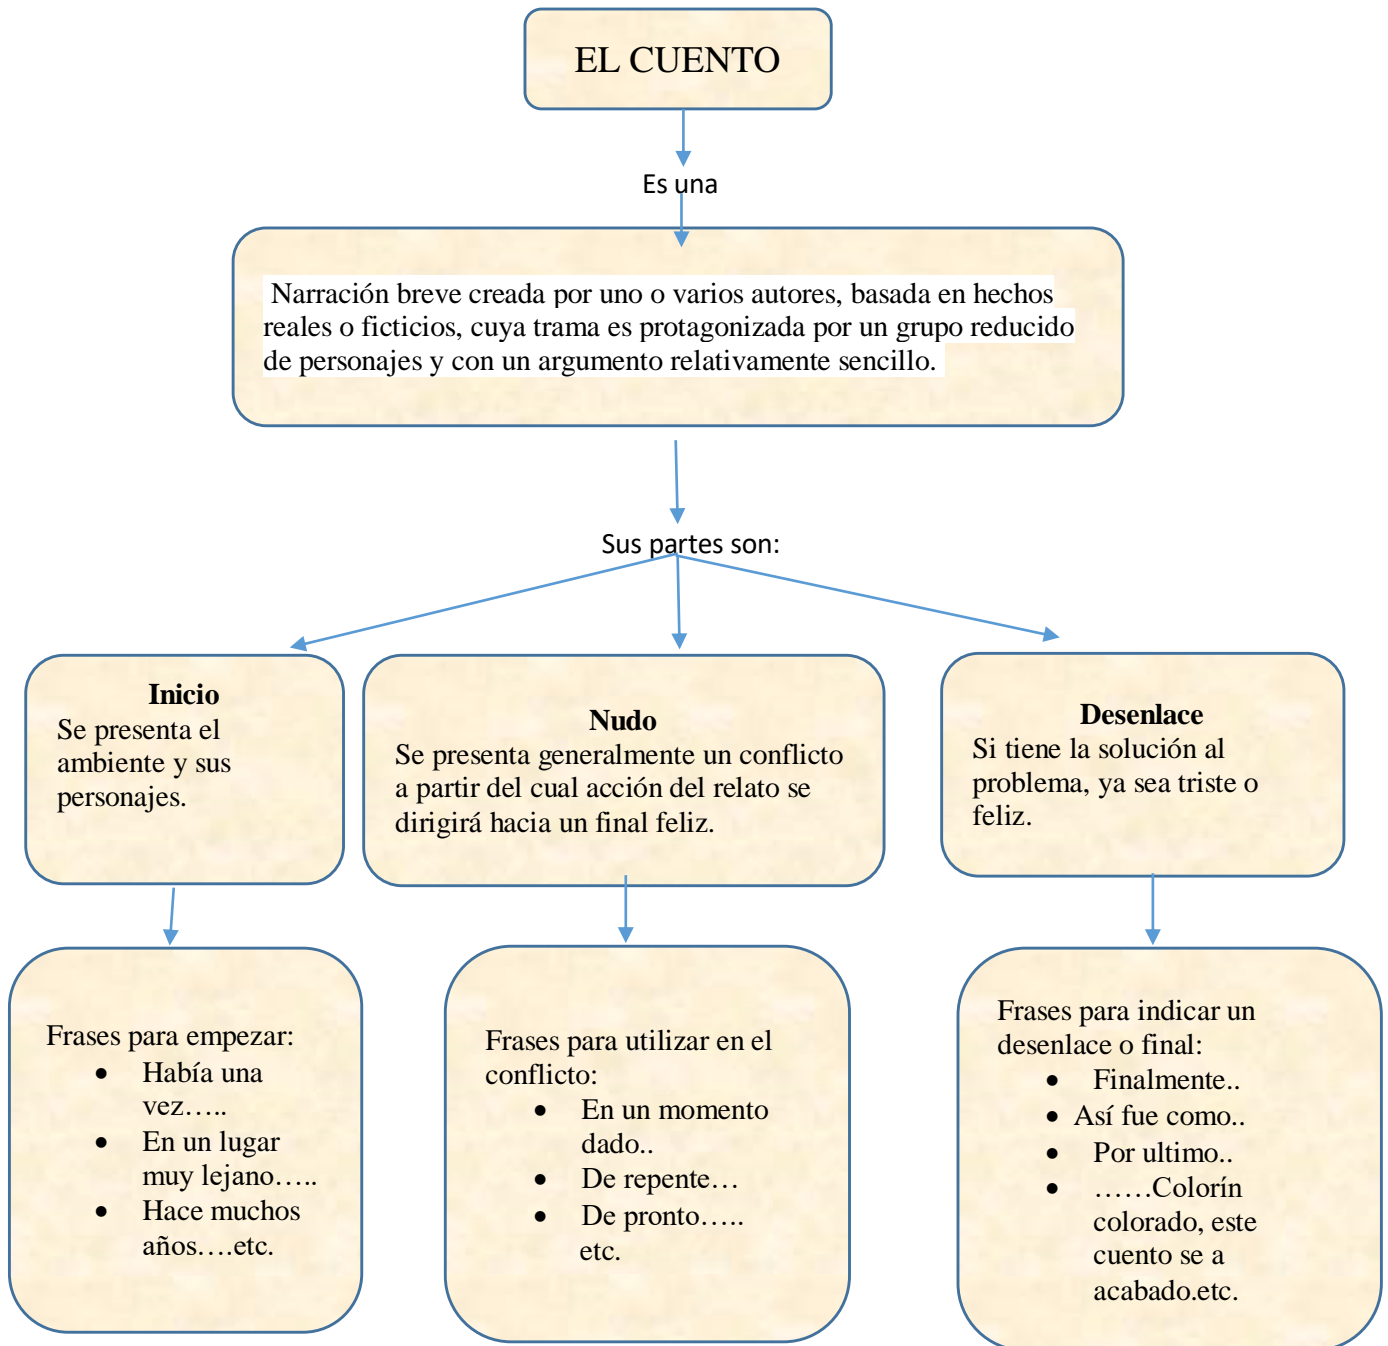 EL CUENTO
Es una
Narración breve creada por uno o varios autores, basada en hechos
reales o ficticios, cuya trama es protagonizada por un grupo reducido
de personajes y con un argumento relativamente sencillo.
Sus partes son:
Inicio
Se presenta el
ambiente y sus
personajes.
Nudo
Se presenta generalmente un conflicto
a partir del cual acción del relato se
dirigirá hacia un final feliz.
Desenlace
Si tiene la solución al
problema, ya sea triste o
feliz.
Frases para empezar:
• Había una
vez…..
• En un lugar
muy lejano…..
• Hace muchos
años….etc.
Frases para utilizar en el
conflicto:
• En un momento
dado..
• De repente…
• De pronto…..
etc.
Frases para indicar un
desenlace o final:
• Finalmente..
• Así fue como..
• Por ultimo..
• ……Colorín
colorado, este
cuento se a
acabado.etc.